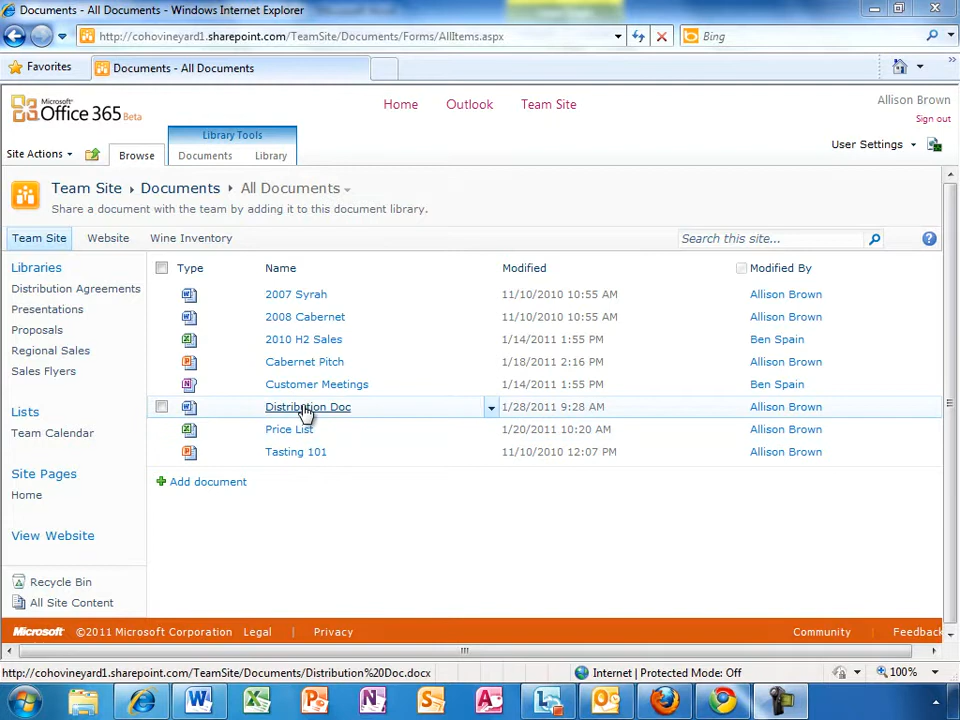 Documents - All Documents - Windows Internet Explorer
http://cohovineyard1.sharepoint.com/TeamSite/Documents/Forms/AllItems.aspx
Bing
Favorites
Documents - All Documents
Microsoft
Office 365 Beta
Home
Outlook
Team Site
Allison Brown
Sign out
Library Tools
Site Actions
Browse
Documents
Library
User Settings
Team Site
Documents
All Documents
Share a document with the team by adding it to this document library.
Team Site
Website
Wine Inventory
Search this site...
Libraries
Distribution Agreements
Presentations
Proposals
Regional Sales
Sales Flyers
Lists
Team Calendar
Site Pages
Home
View Website
Recycle Bin
All Site Content
Type Name Modified Modified By
2007 Syrah 11/10/2010 10:55 AM Allison Brown
2008 Cabernet 11/10/2010 10:55 AM Allison Brown
2010 H2 Sales 1/14/2011 1:55 PM Ben Spain
Cabernet Pitch 1/18/2011 2:16 PM Allison Brown
Customer Meetings 1/14/2011 1:55 PM Ben Spain
Distribution Doc 1/28/2011 9:28 AM Allison Brown
Price List 1/20/2011 10:20 AM Allison Brown
Tasting 101 11/10/2010 12:07 PM Allison Brown
Add document
Microsoft ©2011 Microsoft Corporation Legal | Privacy Community | Feedback
http://cohovineyard1.sharepoint.com/TeamSite/Documents/Distribution%20Doc.docx
Internet | Protected Mode: Off
100%